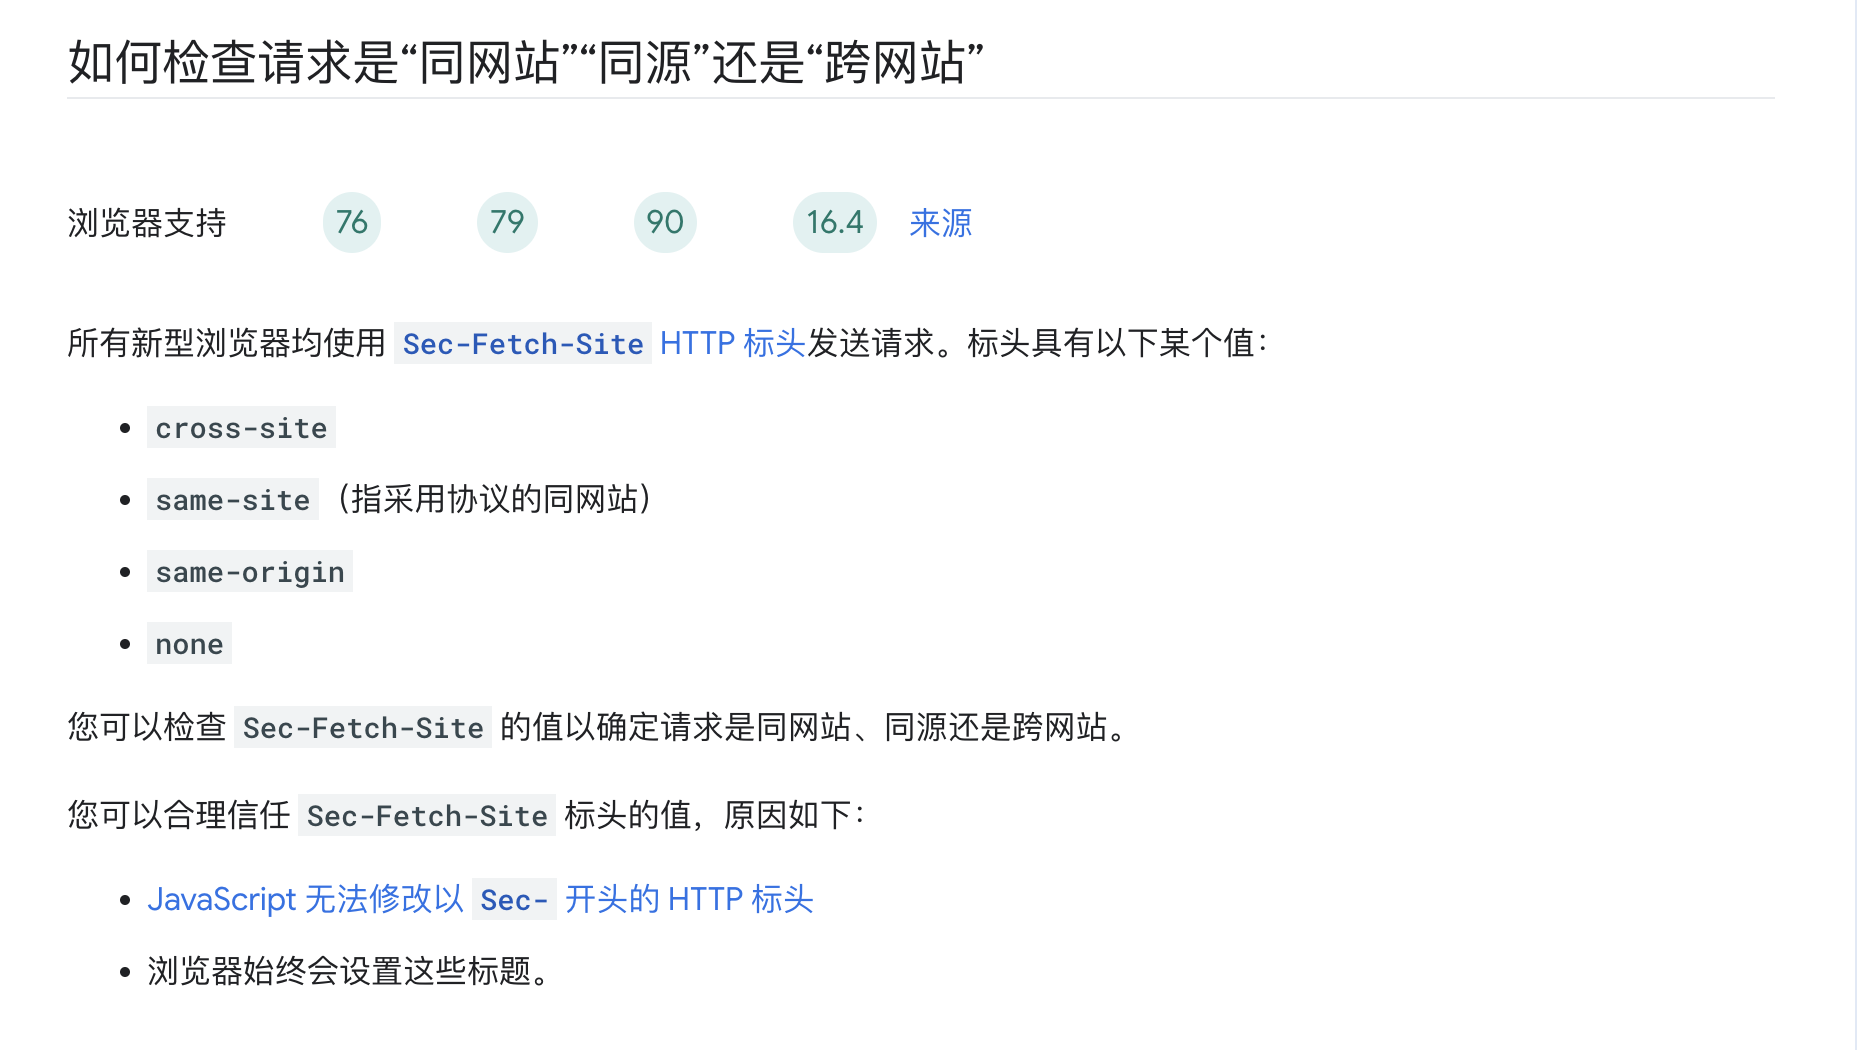 如何检查请求是“同网站”“同源”还是“跨网站”
浏览器支持 76 79 90 16.4 来源
所有新型浏览器均使用 Sec-Fetch-Site HTTP 标头发送请求。标头具有以下某个值：
• cross-site
• same-site（指采用协议的同网站）
• same-origin
• none
您可以检查 Sec-Fetch-Site 的值以确定请求是同网站、同源还是跨网站。
您可以合理信任 Sec-Fetch-Site 标头的值，原因如下：
• JavaScript 无法修改以 Sec- 开头的 HTTP 标头
• 浏览器始终会设置这些标题。